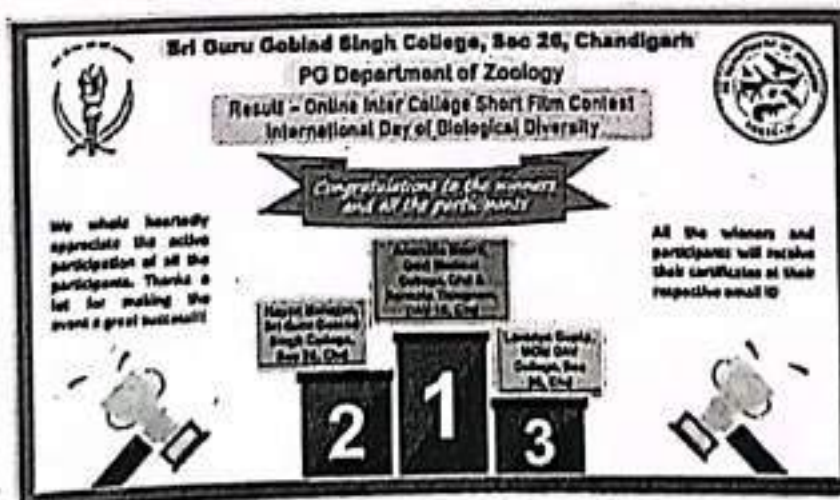 Sri Guru Gobind Singh College, Sec 26, Chandigarh
PG Department of Zoology
Result - Online Inter College Short Film Contest
International Day of Biological Diversity
Congratulations to the winners
and all the participants
We whole heartedly
appreciate the active
participation of all the
participants. Thanks a
lot for making the
event a great success!!
All the winners and
participants will receive
their certificates at their
respective email ID
College, Chd &
Sri Guru Gobind
Singh College,
Sec 26, Chd
Gupta,
DAV
College, Sec
Chd
2
1
3